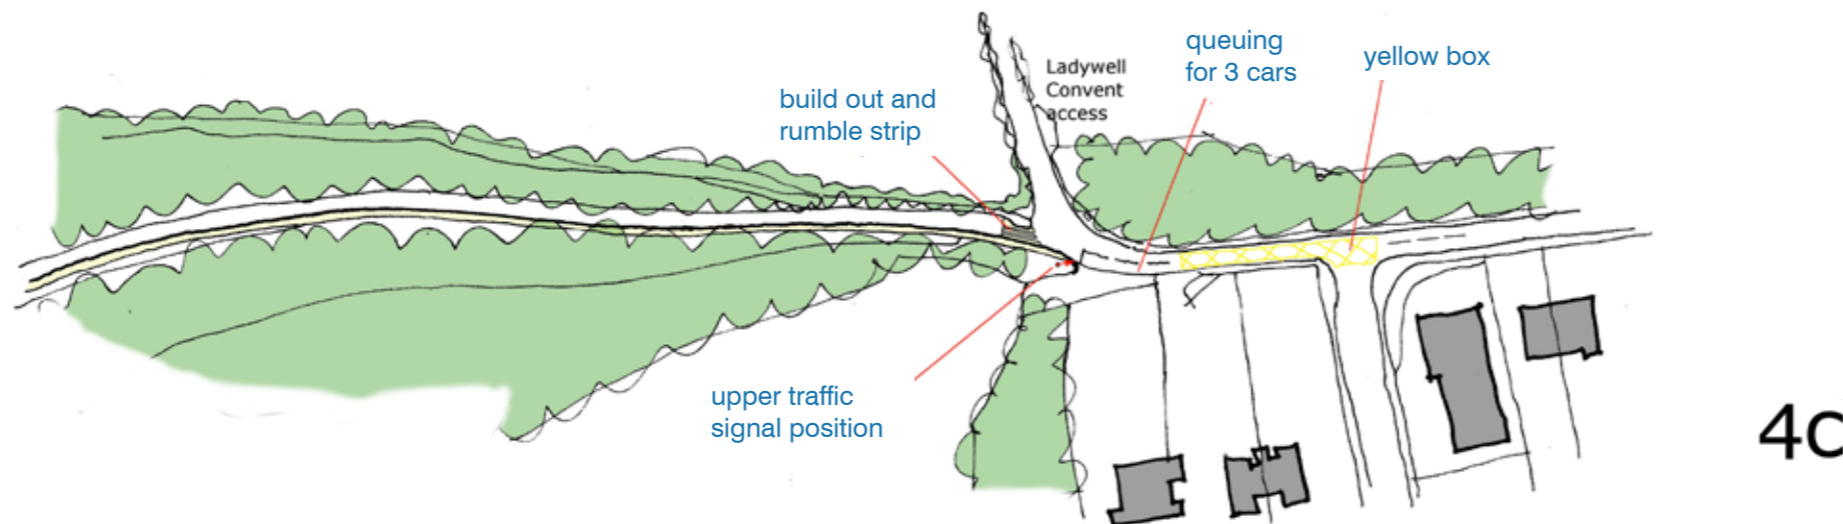 queuing
for 3 cars
yellow box
Ladywell
Convent
access
build out and
rumble strip
upper traffic
signal position
4c